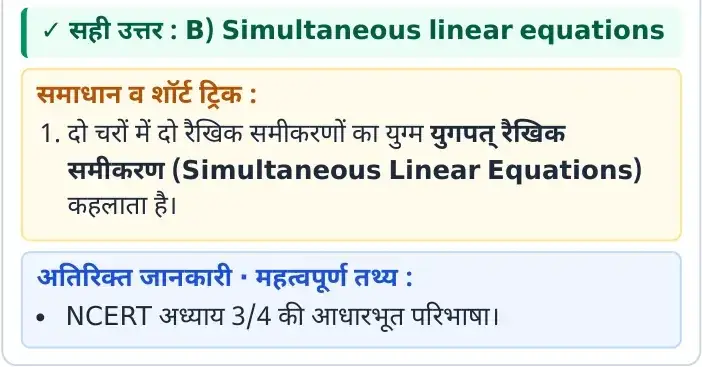 ✓ सही उत्तर : B) Simultaneous linear equations
समाधान व शॉर्ट ट्रिक :
1. दो चरों में दो रैखिक समीकरणों का युग्म युगपत् रैखिक
समीकरण (Simultaneous Linear Equations)
कहलाता है।
अतिरिक्त जानकारी · महत्वपूर्ण तथ्य :
• NCERT अध्याय 3/4 की आधारभूत परिभाषा।